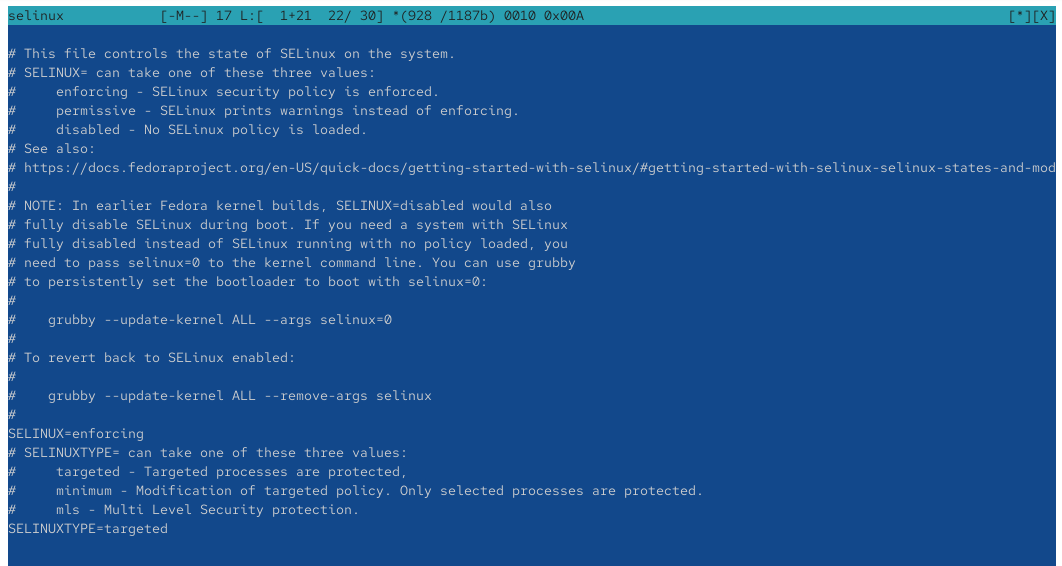 selinux            [-M--] 17 L:[  1+21  22/ 30] *(928 /1187b) 0010 0x00A                                                     [*][X]
# This file controls the state of SELinux on the system.
# SELINUX= can take one of these three values:
#     enforcing - SELinux security policy is enforced.
#     permissive - SELinux prints warnings instead of enforcing.
#     disabled - No SELinux policy is loaded.
# See also:
# https://docs.fedoraproject.org/en-US/quick-docs/getting-started-with-selinux/#getting-started-with-selinux-selinux-states-and-mod
#
# NOTE: In earlier Fedora kernel builds, SELINUX=disabled would also
# fully disable SELinux during boot. If you need a system with SELinux
# fully disabled instead of SELinux running with no policy loaded, you
# need to pass selinux=0 to the kernel command line. You can use grubby
# to persistently set the bootloader to boot with selinux=0:
#
#    grubby --update-kernel ALL --args selinux=0
#
# To revert back to SELinux enabled:
#
#    grubby --update-kernel ALL --remove-args selinux
#
SELINUX=enforcing
# SELINUXTYPE= can take one of these three values:
#     targeted - Targeted processes are protected,
#     minimum - Modification of targeted policy. Only selected processes are protected.
#     mls - Multi Level Security protection.
SELINUXTYPE=targeted